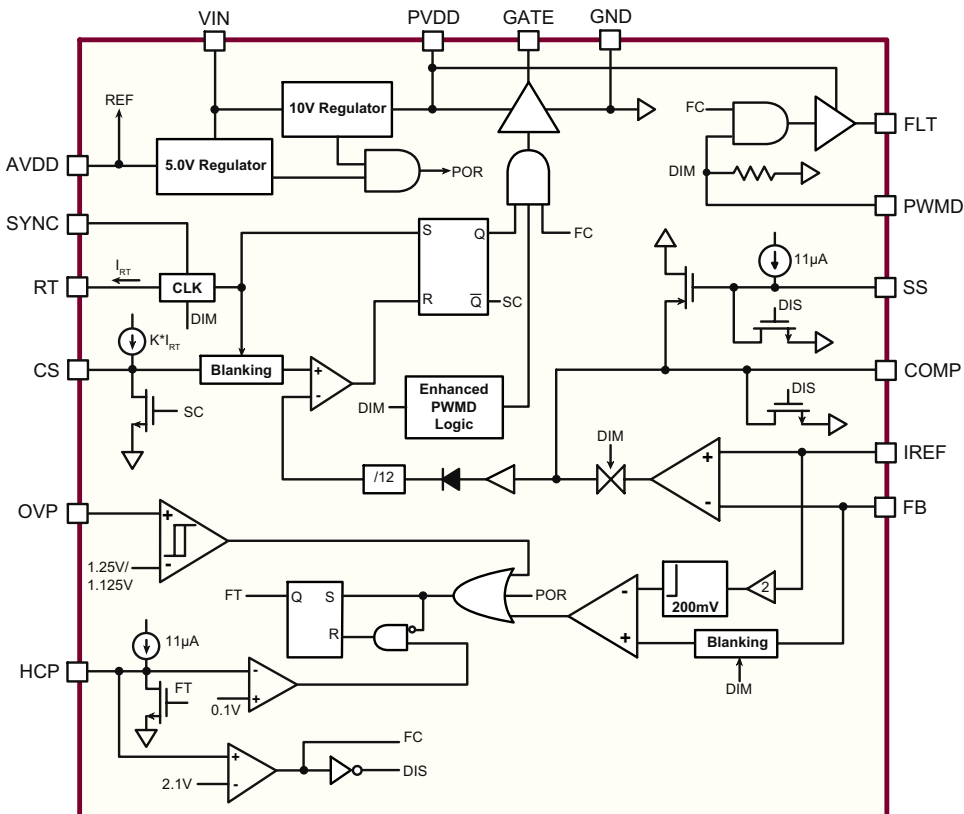 VIN
PVDD
GATE
GND
REF
10V Regulator
FC
FLT
AVDD
5.0V Regulator
POR
DIM
PWMD
SYNC
S
Q
FC
11µA
I_RT
RT
CLK
R
Q̅
SC
SS
DIM
DIS
K*I_RT
CS
Blanking
+
-
COMP
Enhanced
PWMD
Logic
DIM
SC
DIS
DIM
IREF
+
/12
-
FB
OVP
+
-
1.25V/
1.125V
FT
Q
S
R
POR
-
+
200mV
2
Blanking
DIM
11µA
HCP
FT
-
+
0.1V
FC
+
-
2.1V
DIS